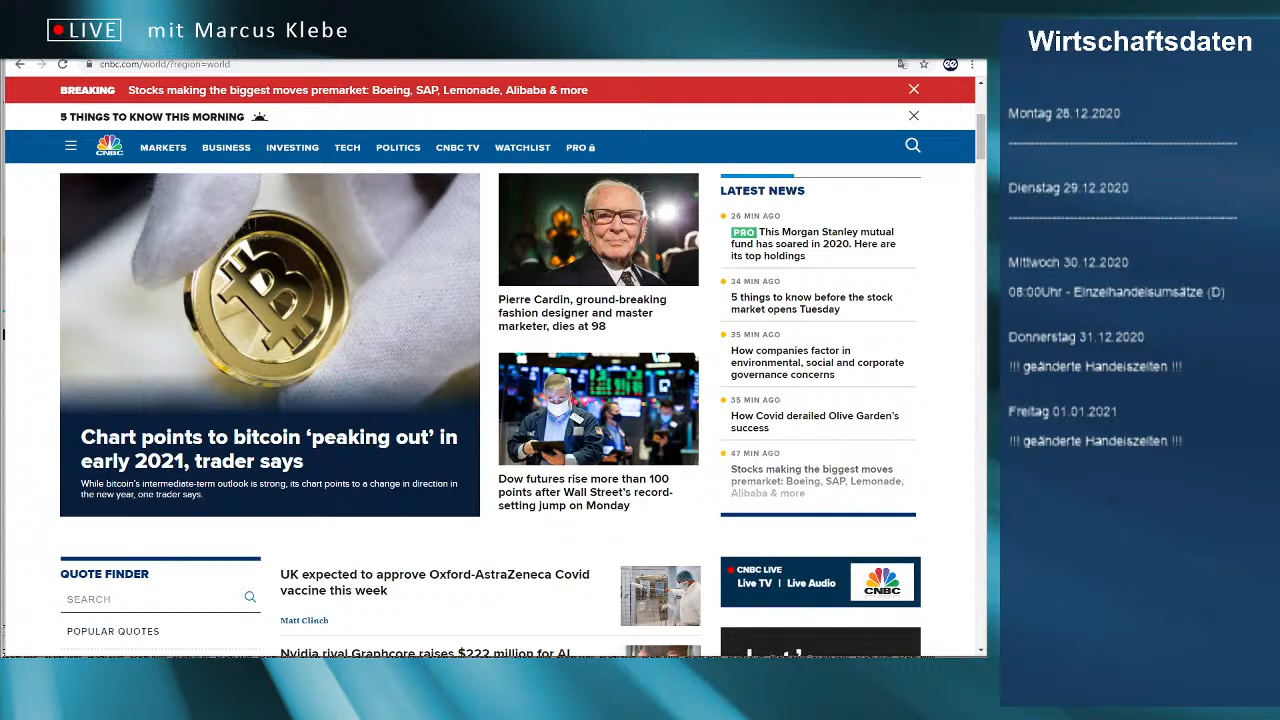 LIVE mit Marcus Klebe
cnbc.com/world/?region=world
BREAKING Stocks making the biggest moves premarket: Boeing, SAP, Lemonade, Alibaba & more
5 THINGS TO KNOW THIS MORNING
CNBC MARKETS BUSINESS INVESTING TECH POLITICS CNBC TV WATCHLIST PRO
Chart points to bitcoin ‘peaking out’ in
early 2021, trader says
While bitcoin's intermediate-term outlook is strong, its chart points to a change in direction in
the new year, one trader says.
Pierre Cardin, ground-breaking
fashion designer and master
marketer, dies at 98
Dow futures rise more than 100
points after Wall Street’s record-
setting jump on Monday
LATEST NEWS
26 MIN AGO
PRO This Morgan Stanley mutual
fund has soared in 2020. Here are
its top holdings
34 MIN AGO
5 things to know before the stock
market opens Tuesday
35 MIN AGO
How companies factor in
environmental, social and corporate
governance concerns
35 MIN AGO
How Covid derailed Olive Garden’s
success
47 MIN AGO
Stocks making the biggest moves
premarket: Boeing, SAP, Lemonade,
Alibaba & more
QUOTE FINDER
SEARCH
POPULAR QUOTES
UK expected to approve Oxford-AstraZeneca Covid
vaccine this week
Matt Clinch
Nvidia rival Graphcore raises $222 million for AI
CNBC LIVE
Live TV | Live Audio
CNBC
Wirtschaftsdaten
Montag 28.12.2020
Dienstag 29.12.2020
Mittwoch 30.12.2020
08:00Uhr - Einzelhandelsumsätze (D)
Donnerstag 31.12.2020
!!! geänderte Handelszeiten !!!
Freitag 01.01.2021
!!! geänderte Handelszeiten !!!